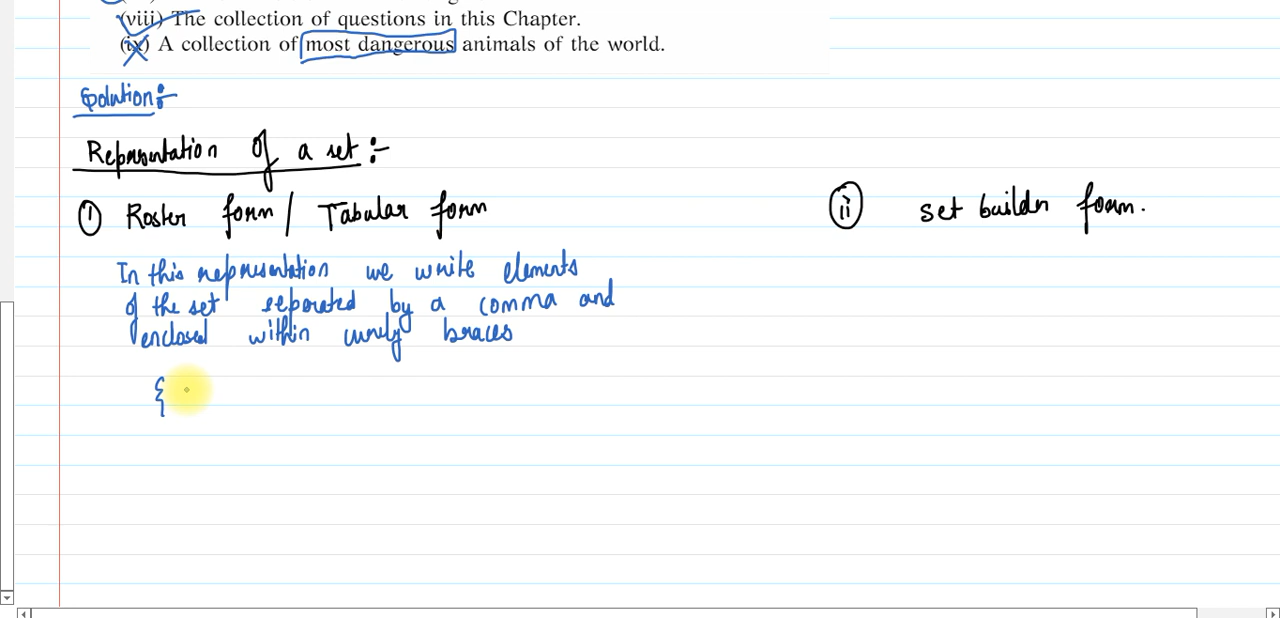 (viii) The collection of questions in this Chapter.
(ix) A collection of most dangerous animals of the world.
Solution:-
Representation of a set :-
① Roster form / Tabular form
ⅱ set builder form.
In this representation we write elements
of the set separated by a comma and
enclosed within curly braces
{